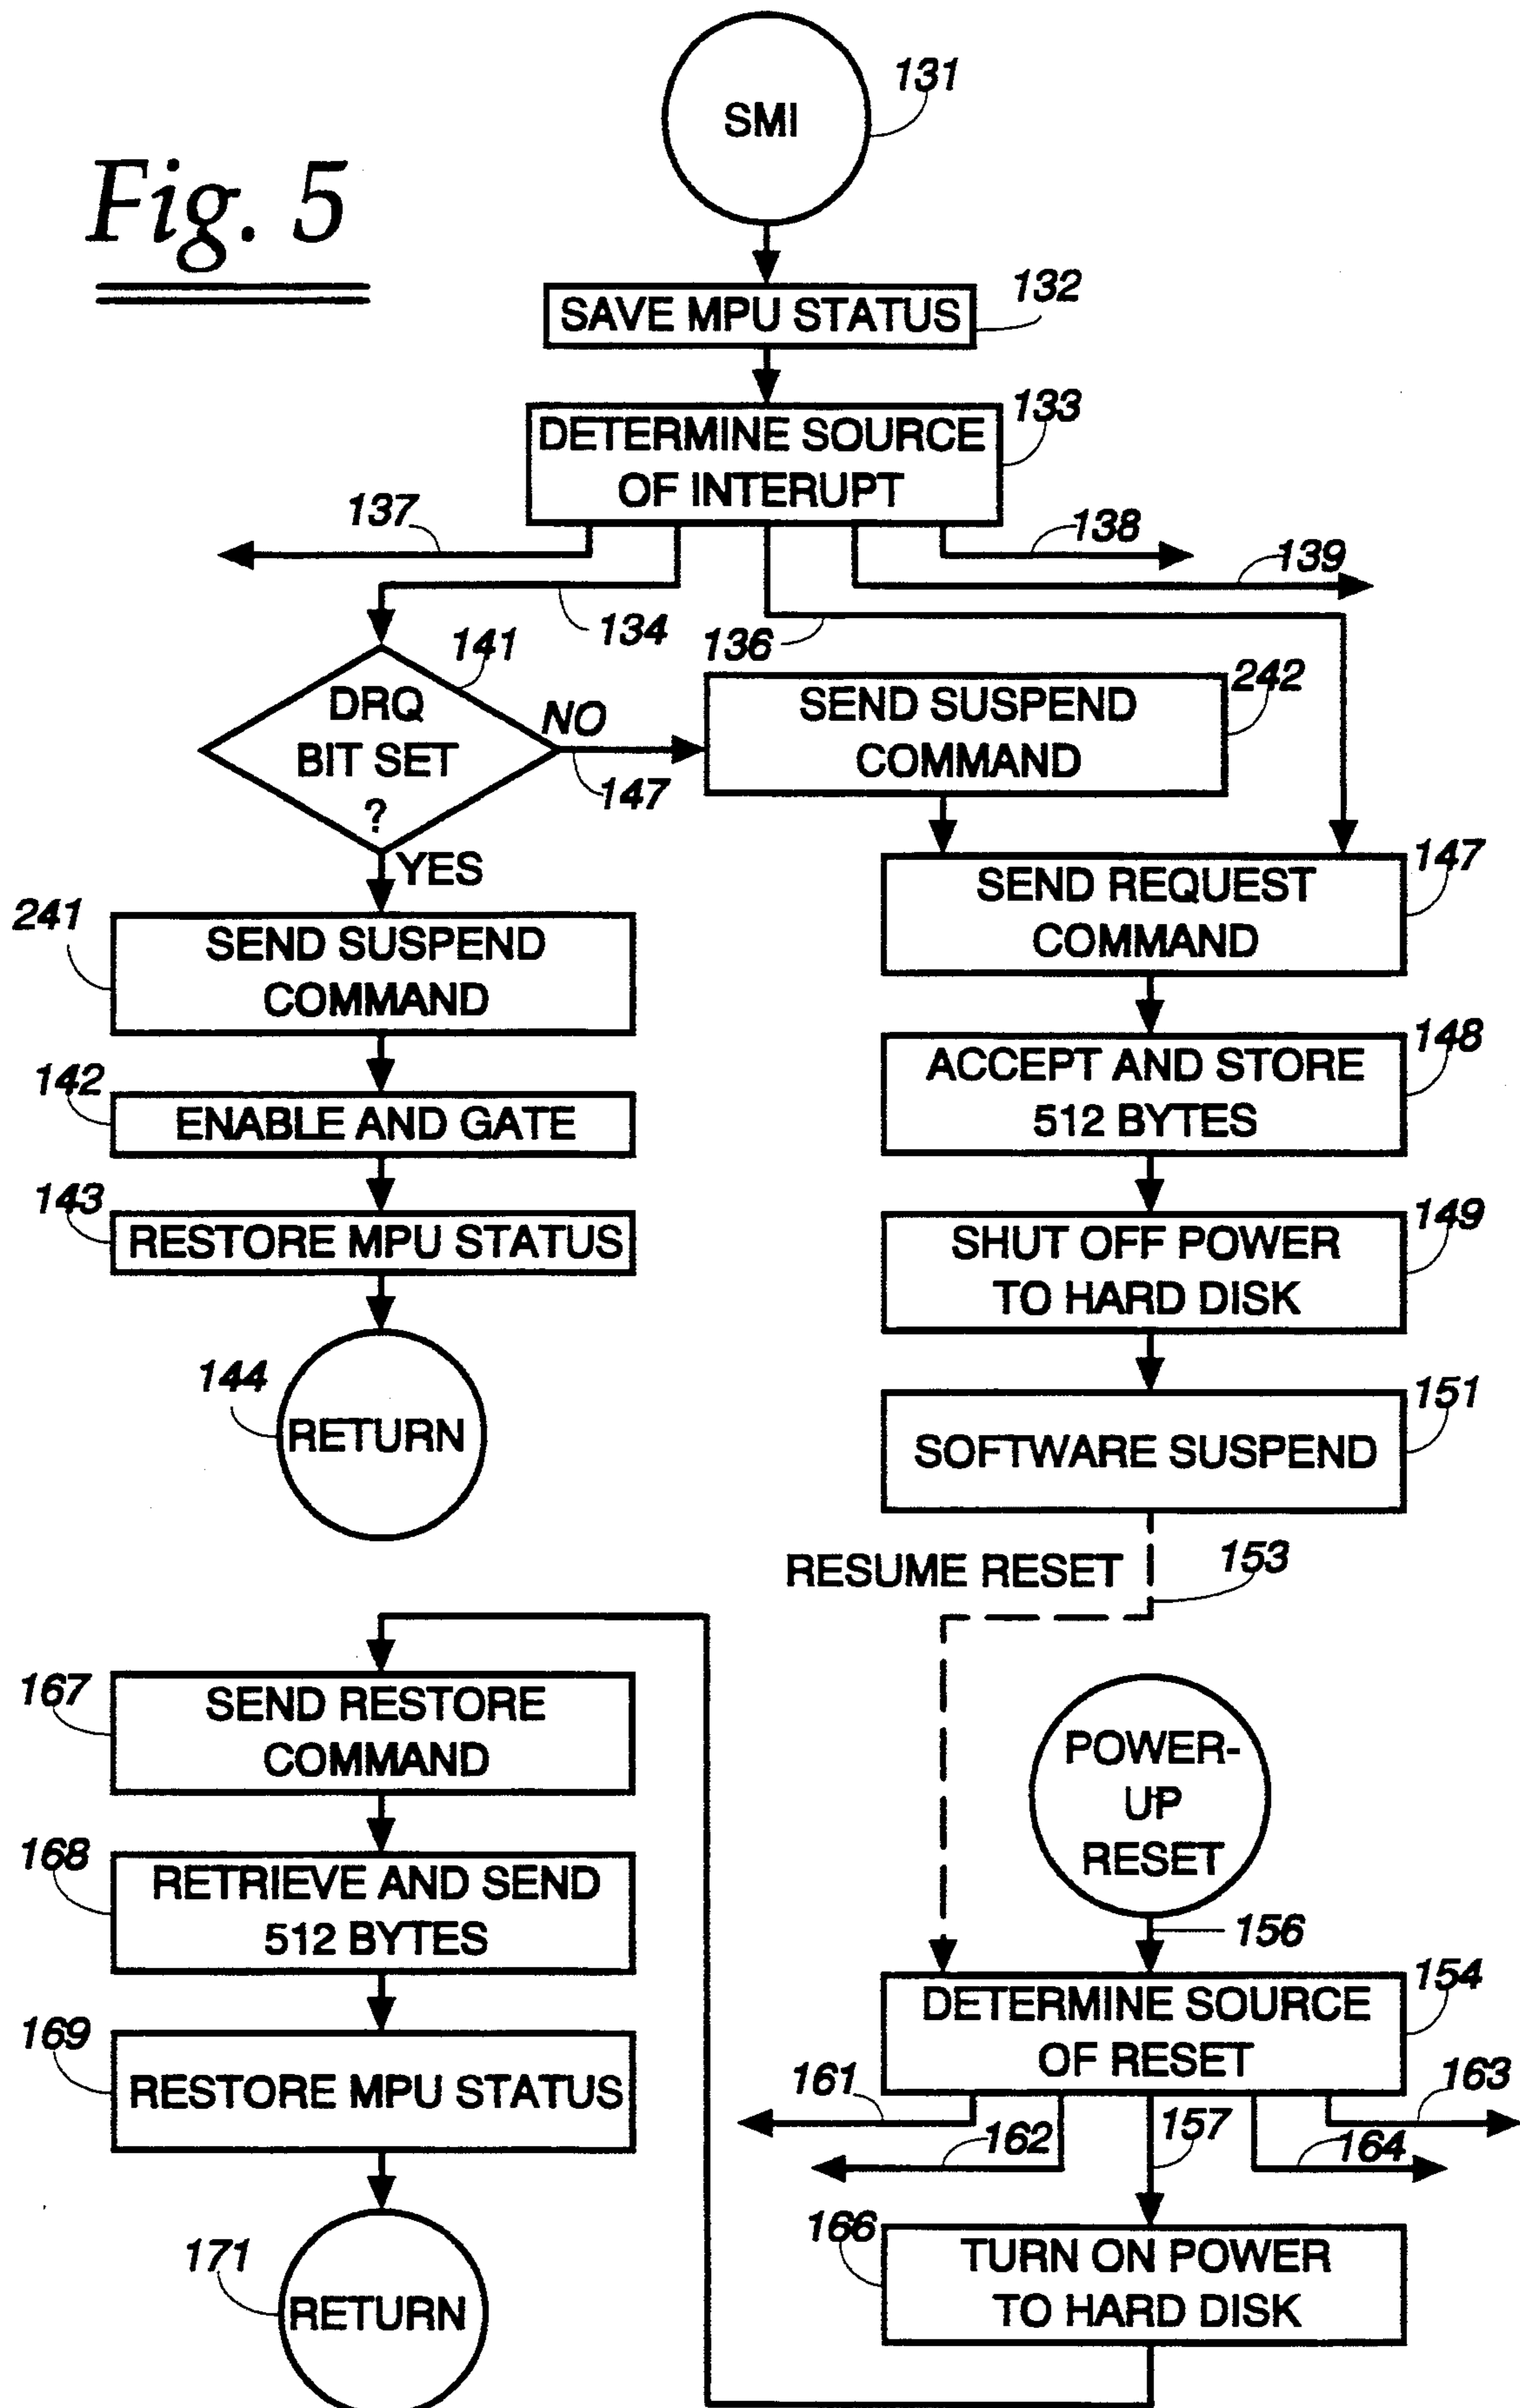 Fig. 5
SMI
131
SAVE MPU STATUS
132
DETERMINE SOURCE
OF INTERUPT
133
137
138
139
134
136
141
DRQ
BIT SET
?
NO
147
YES
SEND SUSPEND
COMMAND
242
SEND REQUEST
COMMAND
147
241
SEND SUSPEND
COMMAND
ACCEPT AND STORE
512 BYTES
148
142
ENABLE AND GATE
143
RESTORE MPU STATUS
SHUT OFF POWER
TO HARD DISK
149
144
RETURN
SOFTWARE SUSPEND
151
RESUME RESET
153
167
SEND RESTORE
COMMAND
POWER-
UP
RESET
156
168
RETRIEVE AND SEND
512 BYTES
DETERMINE SOURCE
OF RESET
154
169
RESTORE MPU STATUS
161
162
157
163
164
171
RETURN
166
TURN ON POWER
TO HARD DISK